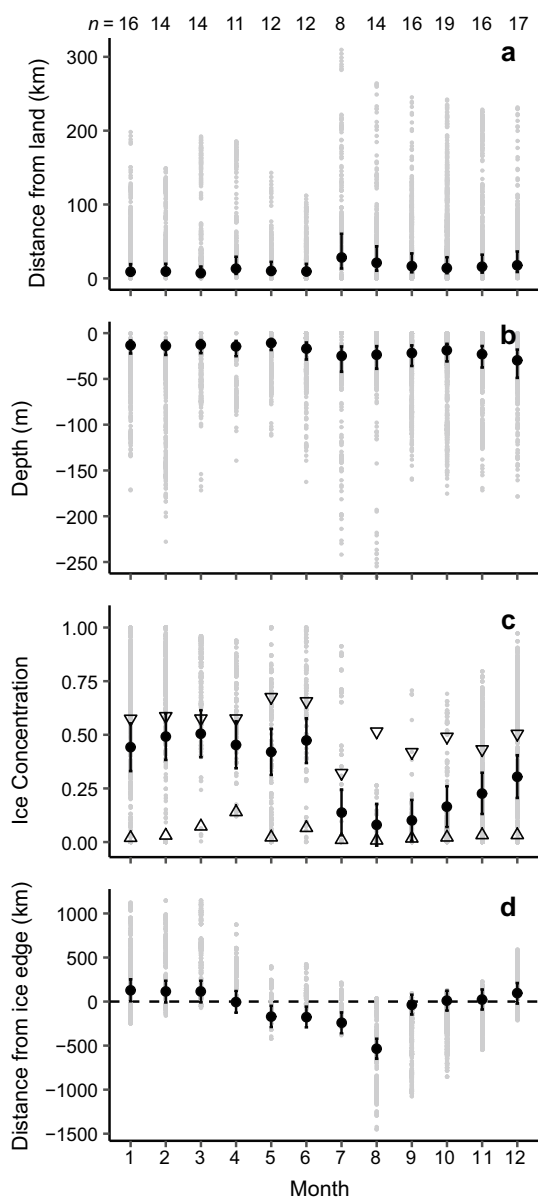 n = 16 14 14 11 12 12 8 14 16 19 16 17
a
Distance from land (km)
300
200
100
0
b
Depth (m)
0
−50
−100
−150
−200
−250
c
Ice Concentration
1.00
0.75
0.50
0.25
0.00
d
Distance from ice edge (km)
1000
500
0
−500
−1000
−1500
1 2 3 4 5 6 7 8 9 10 11 12
Month